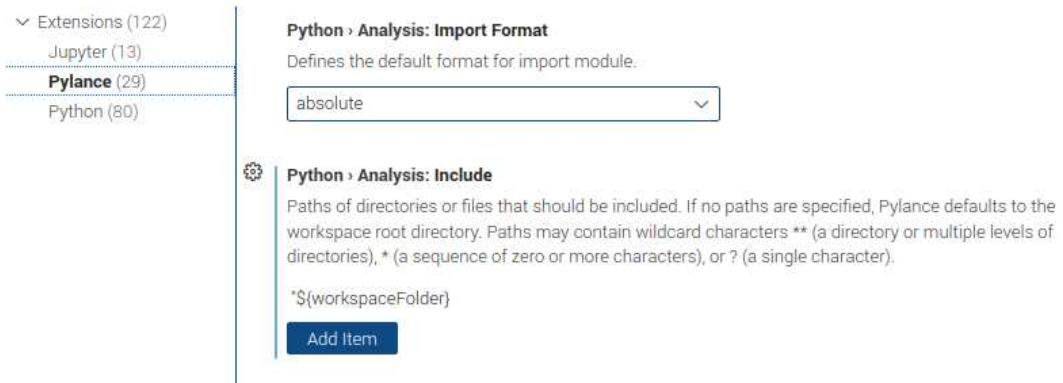 Extensions (122)
Jupyter (13)
Pylance (29)
Python (80)
Python › Analysis: Import Format
Defines the default format for import module.
absolute
Python › Analysis: Include
Paths of directories or files that should be included. If no paths are specified, Pylance defaults to the
workspace root directory. Paths may contain wildcard characters ** (a directory or multiple levels of
directories), * (a sequence of zero or more characters), or ? (a single character).
*${workspaceFolder}
Add Item